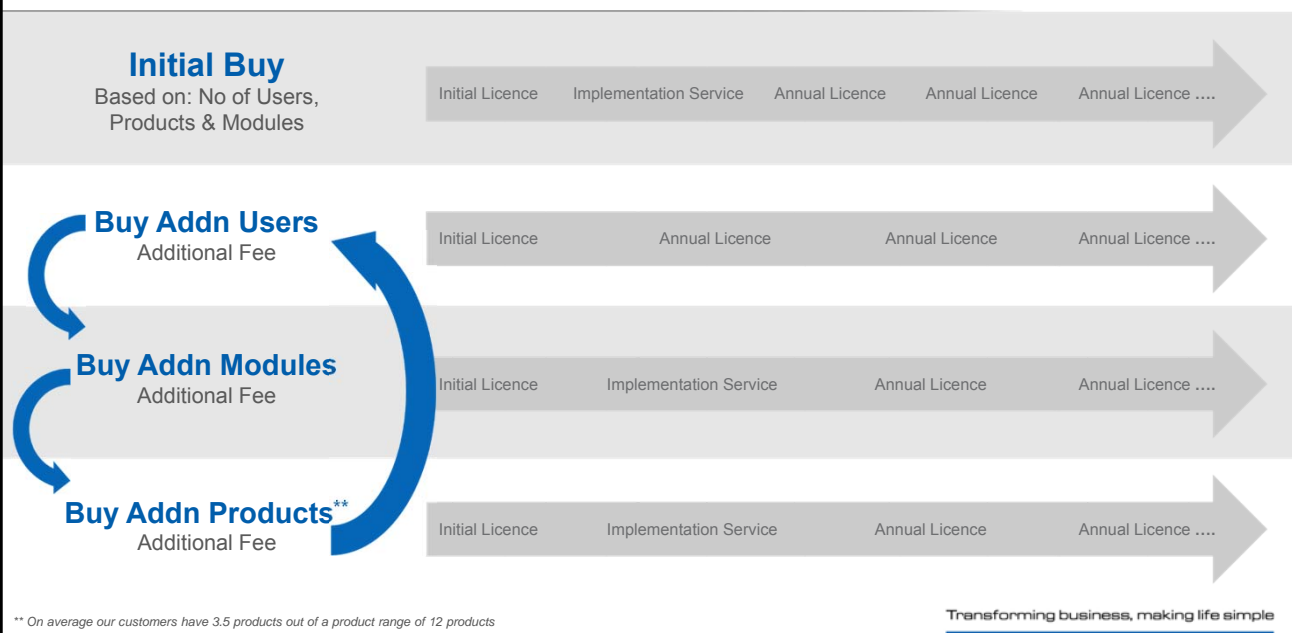 Initial Buy
Based on: No of Users,
Products & Modules
Initial Licence Implementation Service Annual Licence Annual Licence Annual Licence ....
Buy Addn Users
Additional Fee
Initial Licence Annual Licence Annual Licence Annual Licence ....
Buy Addn Modules
Additional Fee
Initial Licence Implementation Service Annual Licence Annual Licence ....
Buy Addn Products**
Additional Fee
Initial Licence Implementation Service Annual Licence Annual Licence ....
** On average our customers have 3.5 products out of a product range of 12 products
Transforming business, making life simple